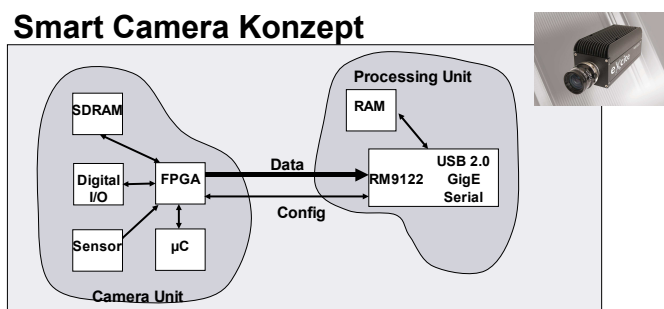 Smart Camera Konzept
eXcite
Processing Unit
SDRAM
RAM
Digital
I/O
FPGA
Data
RM9122
USB 2.0
GigE
Serial
Config
Sensor
µC
Camera Unit